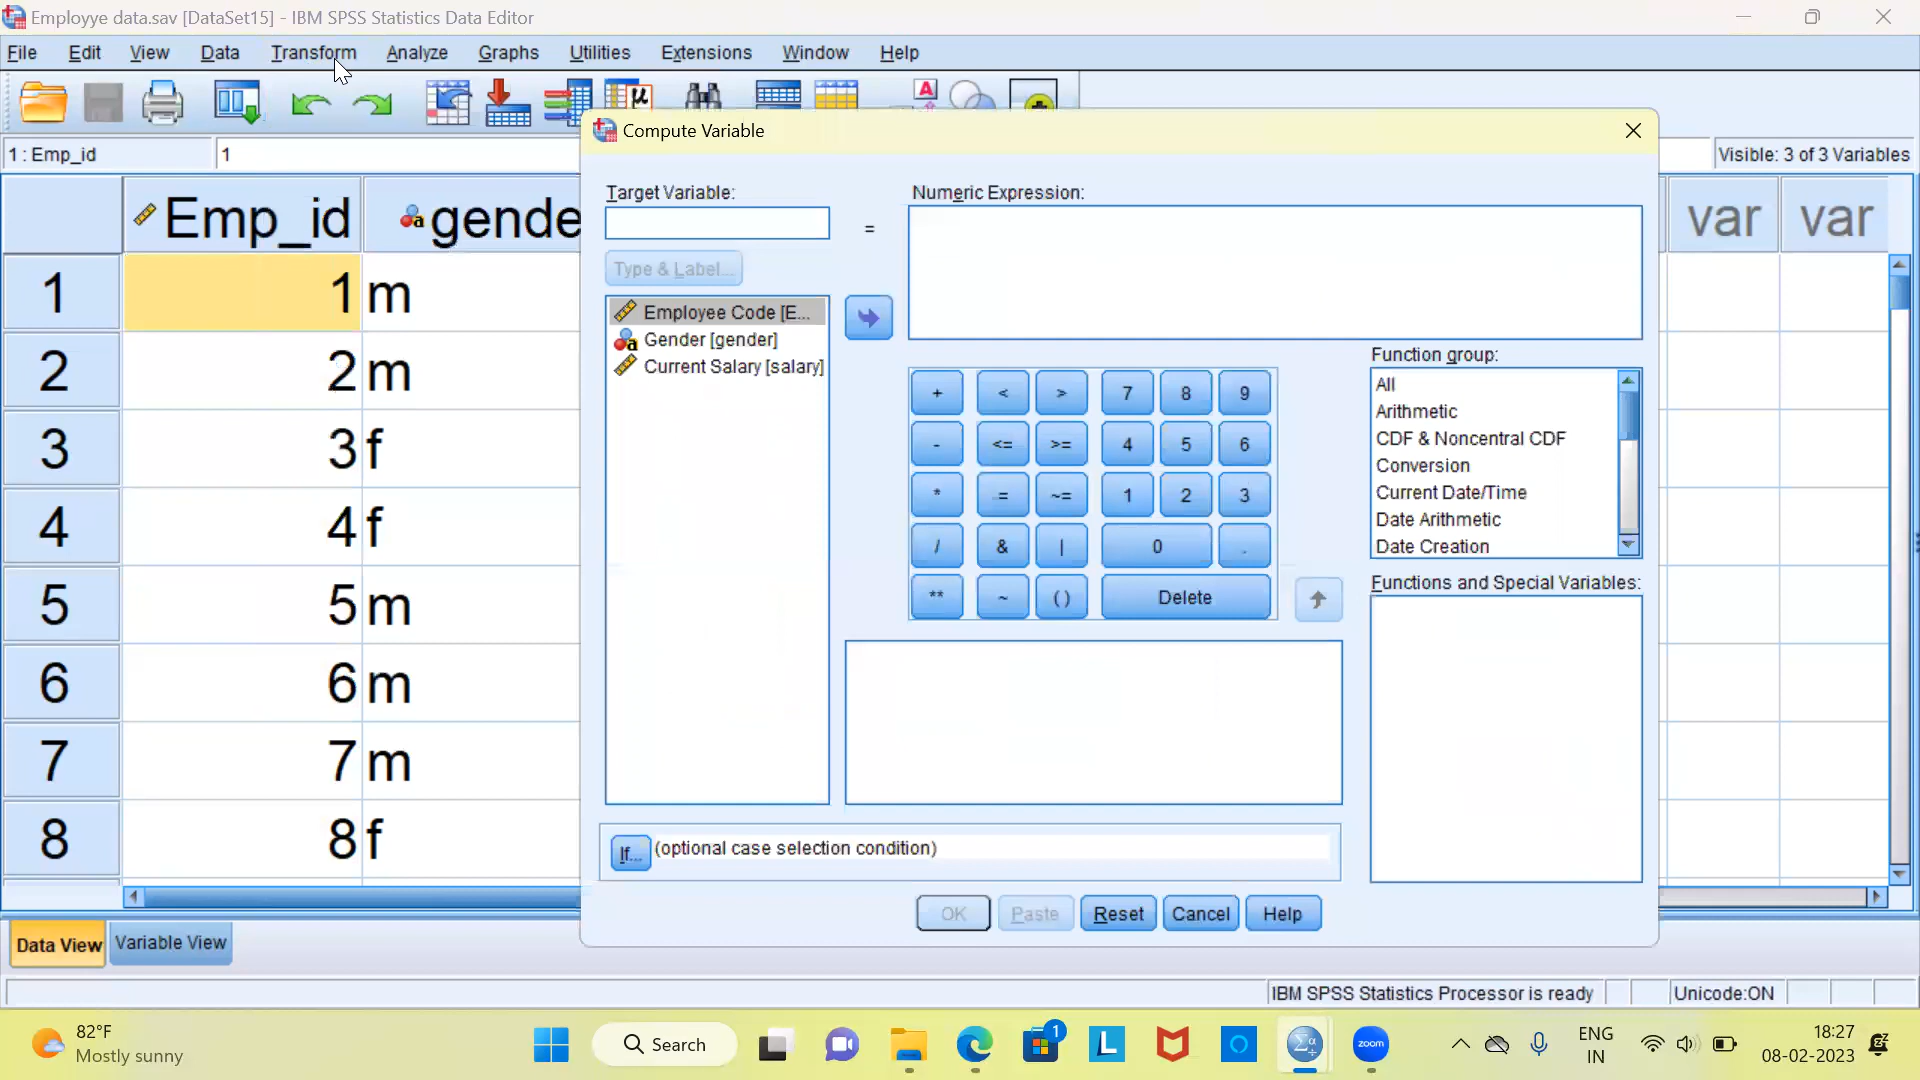 Employye data.sav [DataSet15] - IBM SPSS Statistics Data Editor
File Edit View Data Transform Analyze Graphs Utilities Extensions Window Help
1 : Emp_id 1 Visible: 3 of 3 Variables
Compute Variable
Target Variable:
=
Numeric Expression:
Type & Label...
Employee Code [E...
Gender [gender]
Current Salary [salary]
+ < > 7 8 9
- <= >= 4 5 6
* = ~= 1 2 3
/ & | 0 .
** ~ ( ) Delete
Function group:
All
Arithmetic
CDF & Noncentral CDF
Conversion
Current Date/Time
Date Arithmetic
Date Creation
Functions and Special Variables:
If... (optional case selection condition)
OK Paste Reset Cancel Help
Emp_id gende var var
1 1 m
2 2 m
3 3 f
4 4 f
5 5 m
6 6 m
7 7 m
8 8 f
Data View Variable View
IBM SPSS Statistics Processor is ready Unicode:ON
82°F
Mostly sunny
Search
1
zoom
ENG
IN
18:27
08-02-2023